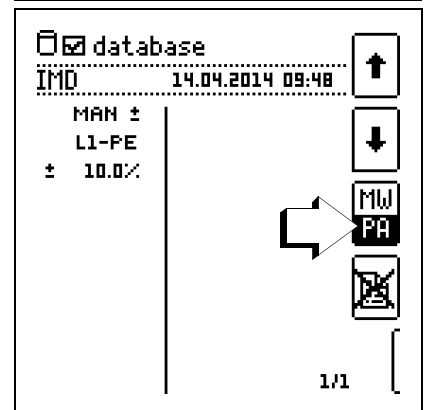 database
IMD 14.04.2014 09:48
MAN ±
L1-PE
± 10.0%
MW
PA
1/1